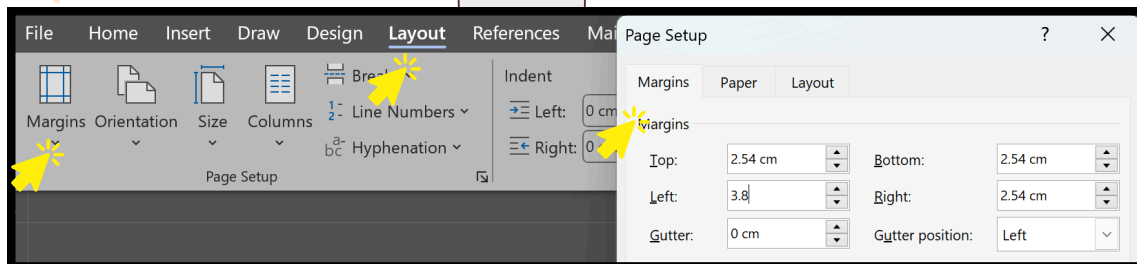 File Home Insert Draw Design Layout References Mai
Breaks Indent
Margins Orientation Size Columns Line Numbers Left: 0 cm
Hyphenation Right: 0
Page Setup
Page Setup ? ×
Margins Paper Layout
Margins
Top: 2.54 cm Bottom: 2.54 cm
Left: 3.8 Right: 2.54 cm
Gutter: 0 cm Gutter position: Left